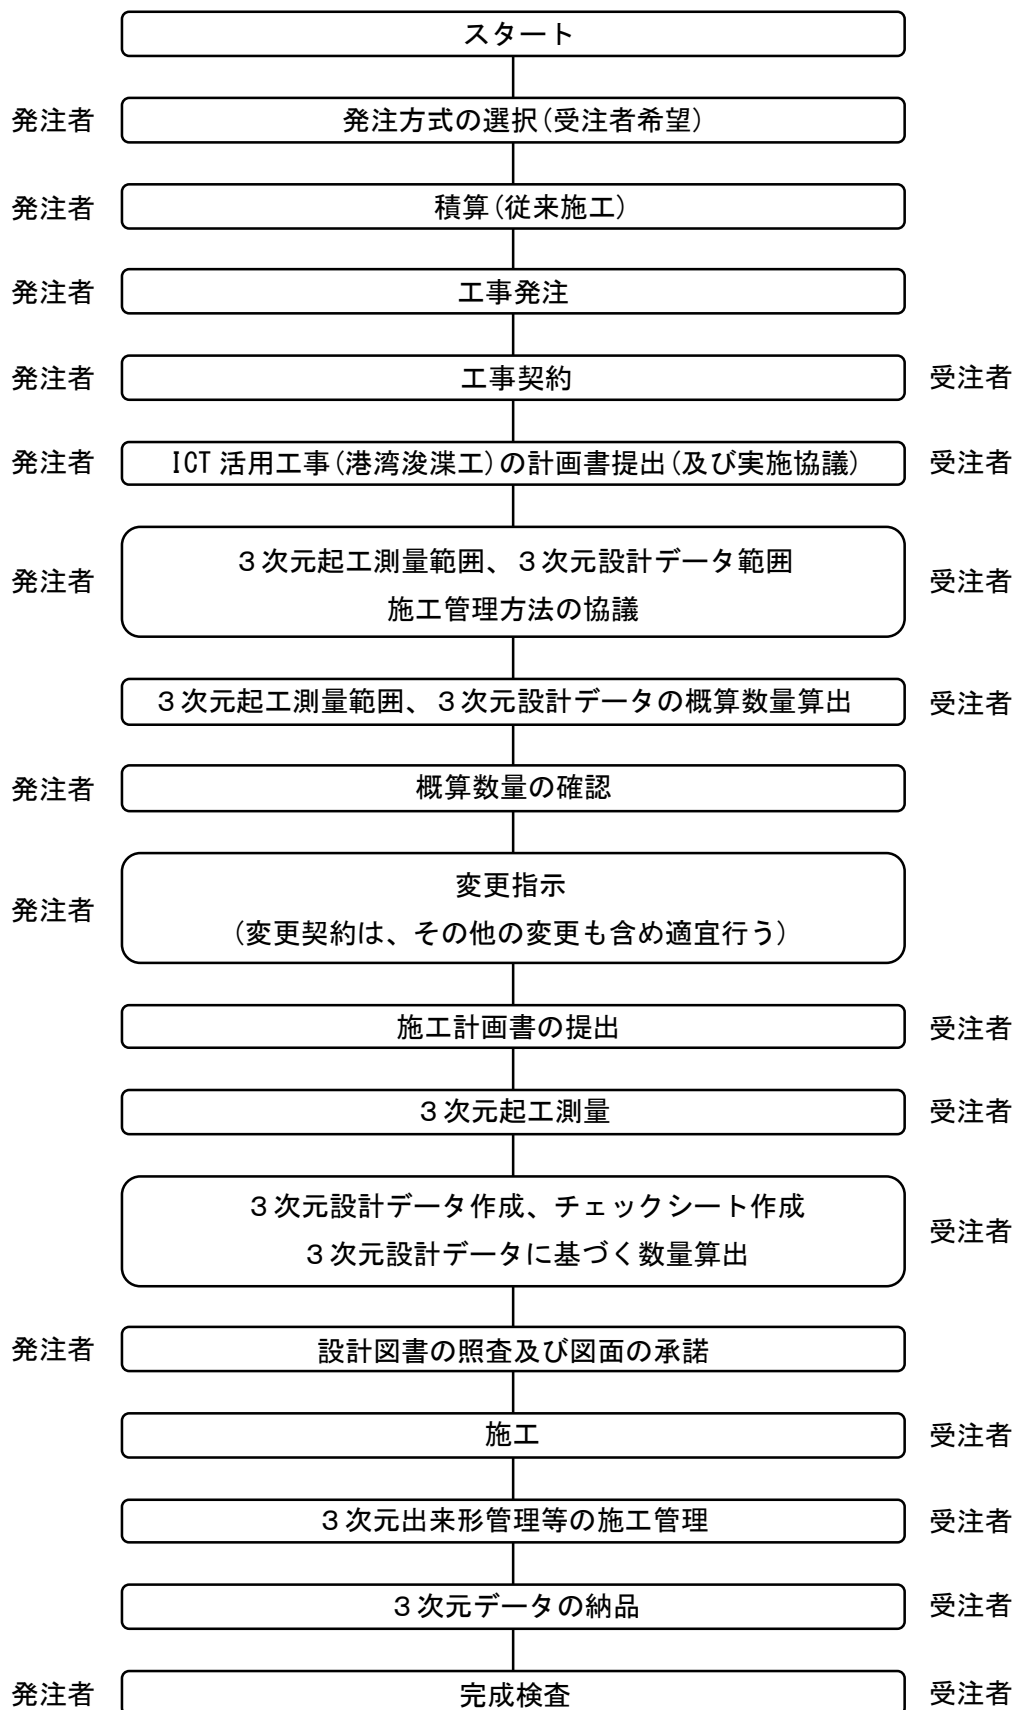 スタート
発注者 発注方式の選択(受注者希望)
発注者 積算(従来施工)
発注者 工事発注
発注者 工事契約 受注者
発注者 ICT 活用工事(港湾浚渫工)の計画書提出(及び実施協議) 受注者
3次元起工測量範囲、3次元設計データ範囲
発注者 受注者
施工管理方法の協議
3次元起工測量範囲、3次元設計データの概算数量算出 受注者
発注者 概算数量の確認
変更指示
発注者
(変更契約は、その他の変更も含め適宜行う)
施工計画書の提出 受注者
3次元起工測量 受注者
3次元設計データ作成、チェックシート作成
受注者
3次元設計データに基づく数量算出
発注者 設計図書の照査及び図面の承諾
施工 受注者
3次元出来形管理等の施工管理 受注者
3次元データの納品 受注者
発注者 完成検査 受注者